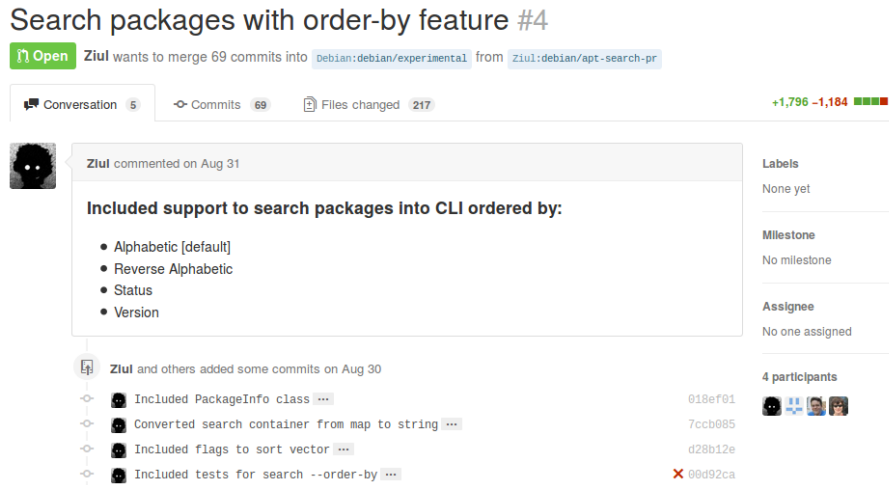 Search packages with order-by feature #4
Open Ziul wants to merge 69 commits into Debian:debian/experimental from Ziul:debian/apt-search-pr
Conversation 5 Commits 69 Files changed 217 +1,796 −1,184
Ziul commented on Aug 31
Included support to search packages into CLI ordered by:
Alphabetic [default]
Reverse Alphabetic
Status
Version
Ziul and others added some commits on Aug 30
Included PackageInfo class ··· 018ef01
Converted search container from map to string ··· 7ccb085
Included flags to sort vector ··· d28b12e
Included tests for search --order-by ··· 00d92ca
Labels
None yet
Milestone
No milestone
Assignee
No one assigned
4 participants